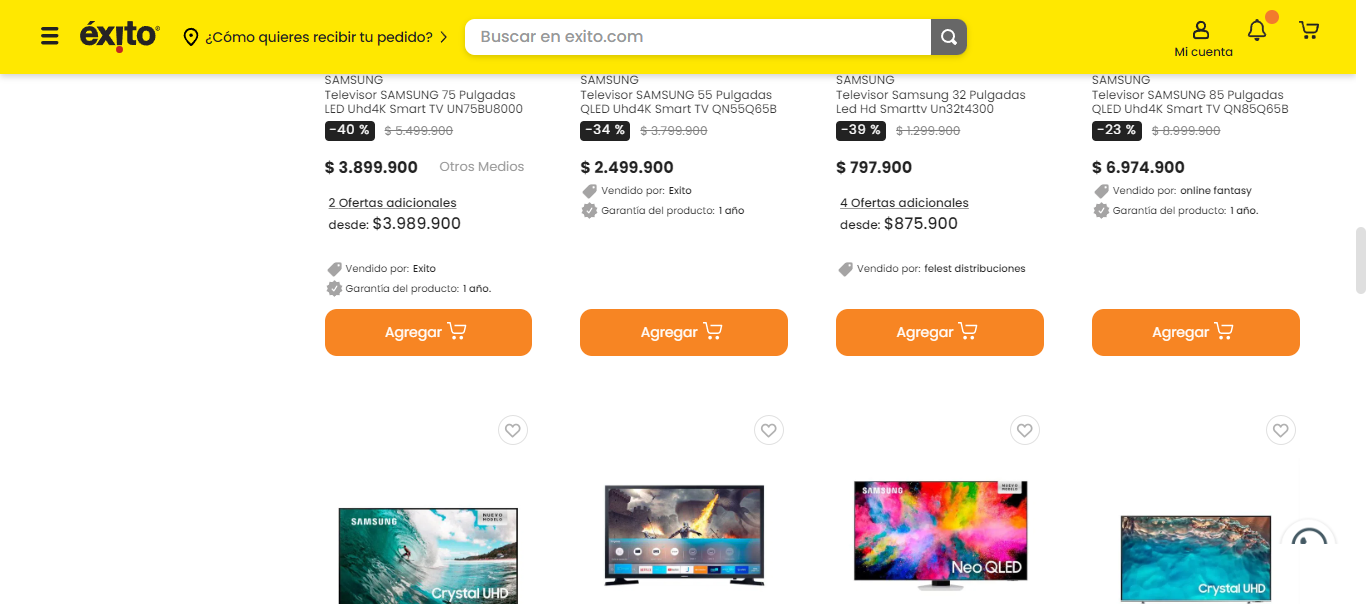 éxito
¿Cómo quieres recibir tu pedido?
Buscar en exito.com
Mi cuenta
SAMSUNG
Televisor SAMSUNG 75 Pulgadas
LED Uhd4K Smart TV UN75BU8000
-40 %
$ 5.499.900
$ 3.899.900
Otros Medios
2 Ofertas adicionales
desde: $3.989.900
Vendido por: Exito
Garantía del producto: 1 año.
Agregar
SAMSUNG
Televisor SAMSUNG 55 Pulgadas
QLED Uhd4K Smart TV QN55Q65B
-34 %
$ 3.799.900
$ 2.499.900
Vendido por: Exito
Garantía del producto: 1 año
Agregar
SAMSUNG
Televisor Samsung 32 Pulgadas
Led Hd Smarttv Un32t4300
-39 %
$ 1.299.900
$ 797.900
4 Ofertas adicionales
desde: $875.900
Vendido por: felest distribuciones
Agregar
SAMSUNG
Televisor SAMSUNG 85 Pulgadas
QLED Uhd4K Smart TV QN85Q65B
-23 %
$ 8.999.900
$ 6.974.900
Vendido por: online fantasy
Garantía del producto: 1 año.
Agregar
SAMSUNG
NUEVO
MODELO
Crystal UHD
SAMSUNG
NUEVO
MODELO
Neo QLED
Crystal UHD